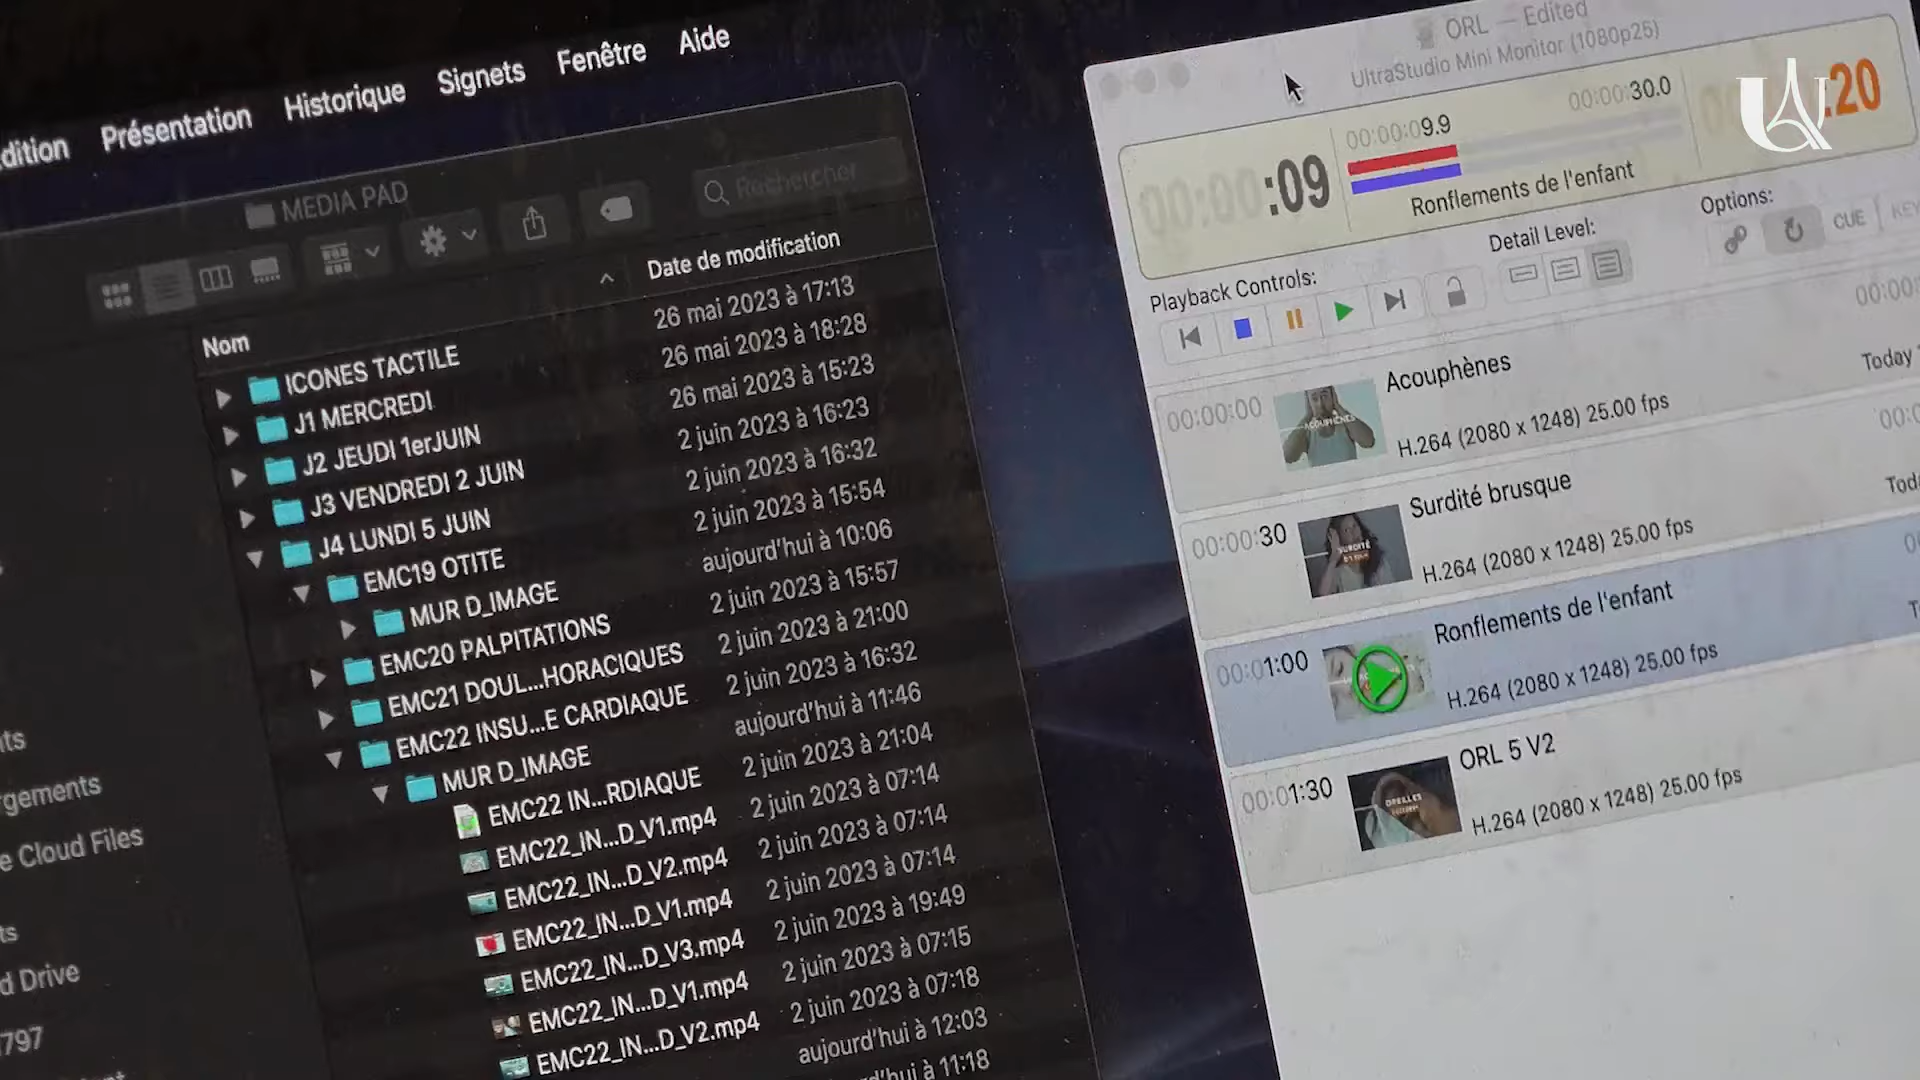 dition Présentation Historique Signets Fenêtre Aide
MEDIA PAD
Rechercher
Nom
Date de modification
ICONES TACTILE
J1 MERCREDI
J2 JEUDI 1erJUIN
J3 VENDREDI 2 JUIN
J4 LUNDI 5 JUIN
EMC19 OTITE
MUR D_IMAGE
EMC20 PALPITATIONS
EMC21 DOUL...HORACIQUES
EMC22 INSU...E CARDIAQUE
MUR D_IMAGE
EMC22 IN...RDIAQUE
EMC22_IN...D_V1.mp4
EMC22_IN...D_V2.mp4
EMC22_IN...D_V1.mp4
EMC22_IN...D_V3.mp4
EMC22_IN...D_V1.mp4
EMC22_IN...D_V2.mp4
26 mai 2023 à 17:13
26 mai 2023 à 18:28
26 mai 2023 à 15:23
2 juin 2023 à 16:23
2 juin 2023 à 16:32
2 juin 2023 à 15:54
aujourd'hui à 10:06
2 juin 2023 à 15:57
2 juin 2023 à 21:00
2 juin 2023 à 16:32
aujourd'hui à 11:46
2 juin 2023 à 21:04
2 juin 2023 à 07:14
2 juin 2023 à 07:14
2 juin 2023 à 07:14
2 juin 2023 à 19:49
2 juin 2023 à 07:15
2 juin 2023 à 07:18
aujourd'hui à 12:03
d'hui à 11:18
ts
rgements
e Cloud Files
ts
d Drive
797
ORL — Edited
UltraStudio Mini Monitor (1080p25)
00:00:09
00:00:09.9
00:00:30.0
:20
Ronflements de l'enfant
Playback Controls:
Detail Level:
Options:
CUE
KEY
00:00:00
Acouphènes
H.264 (2080 x 1248) 25.00 fps
Today
ACOUPHÈNES
00:00:30
Surdité brusque
H.264 (2080 x 1248) 25.00 fps
SURDITÉ
00:01:00
Ronflements de l'enfant
H.264 (2080 x 1248) 25.00 fps
00:01:30
ORL 5 V2
H.264 (2080 x 1248) 25.00 fps
OREILLES